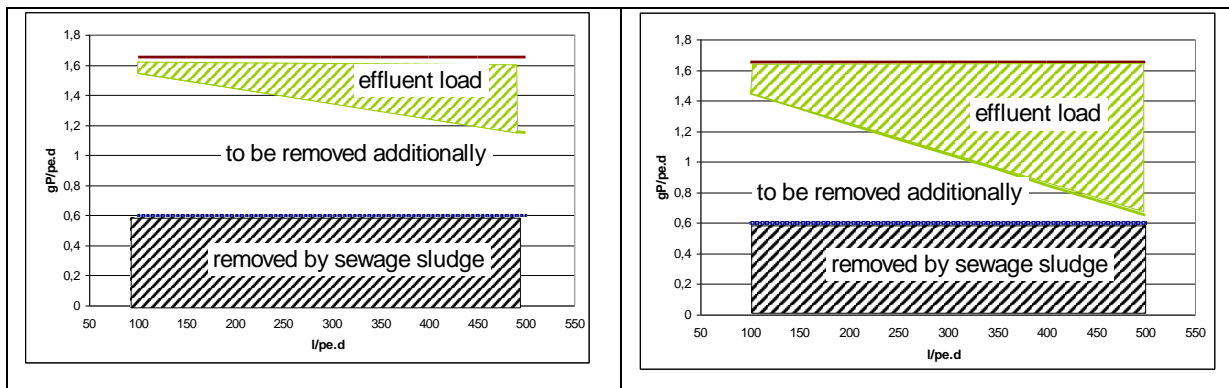 1,8
1,6
1,4
1,2
1
0,8
0,6
0,4
0,2
0
gP/pe.d
effluent load
to be removed additionally
removed by sewage sludge
50 100 150 200 250 300 350 400 450 500 550
l/pe.d
1,8
1,6
1,4
1,2
1
0,8
0,6
0,4
0,2
0
gP/pe.d
effluent load
to be removed additionally
removed by sewage sludge
50 100 150 200 250 300 350 400 450 500 550
l/pe.d